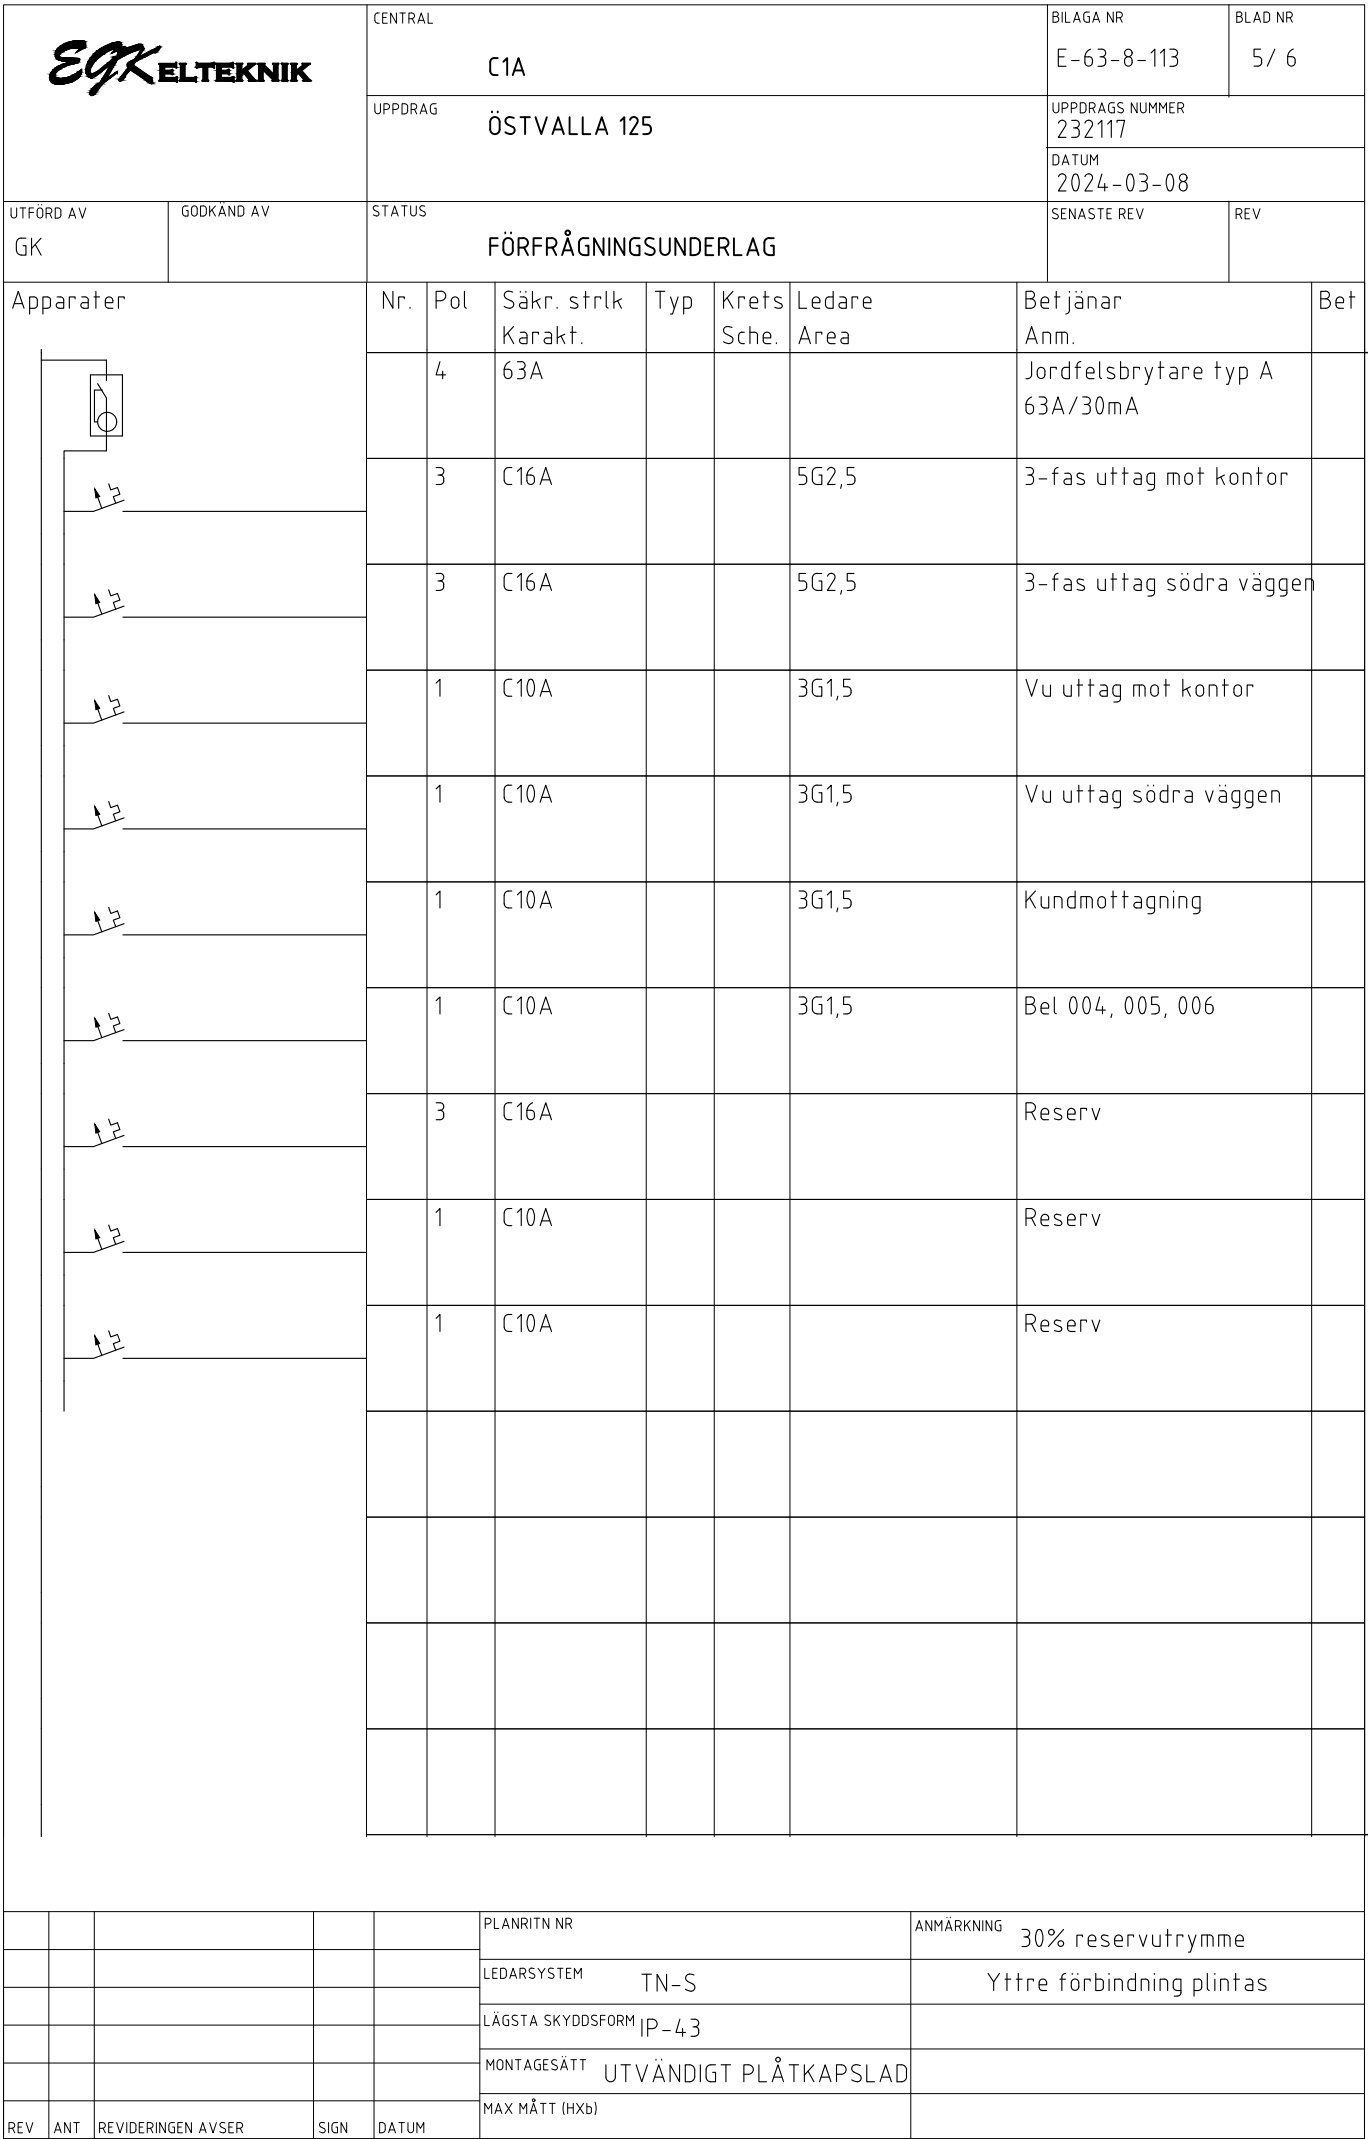 EGK ELTEKNIK
CENTRAL
C1A
BILAGA NR
E-63-8-113
BLAD NR
5/ 6
UPPDRAG
ÖSTVALLA 125
UPPDRAGS NUMMER
232117
DATUM
2024-03-08
UTFÖRD AV
GK
GODKÄND AV
STATUS
FÖRFRÅGNINGSUNDERLAG
SENASTE REV
REV
Apparater Nr. Pol Säkr. strlk Typ Krets Ledare Betjänar Bet
Karakt. Sche. Area Anm.
4 63A Jordfelsbrytare typ A
63A/30mA
3 C16A 5G2,5 3-fas uttag mot kontor
3 C16A 5G2,5 3-fas uttag södra väggen
1 C10A 3G1,5 Vu uttag mot kontor
1 C10A 3G1,5 Vu uttag södra väggen
1 C10A 3G1,5 Kundmottagning
1 C10A 3G1,5 Bel 004, 005, 006
3 C16A Reserv
1 C10A Reserv
1 C10A Reserv
PLANRITN NR
ANMÄRKNING 30% reservutrymme
LEDARSYSTEM TN-S
Yttre förbindning plintas
LÄGSTA SKYDDSFORM IP-43
MONTAGESÄTT UTVÄNDIGT PLÅTKAPSLAD
MAX MÅTT (HXb)
REV ANT REVIDERINGEN AVSER SIGN DATUM